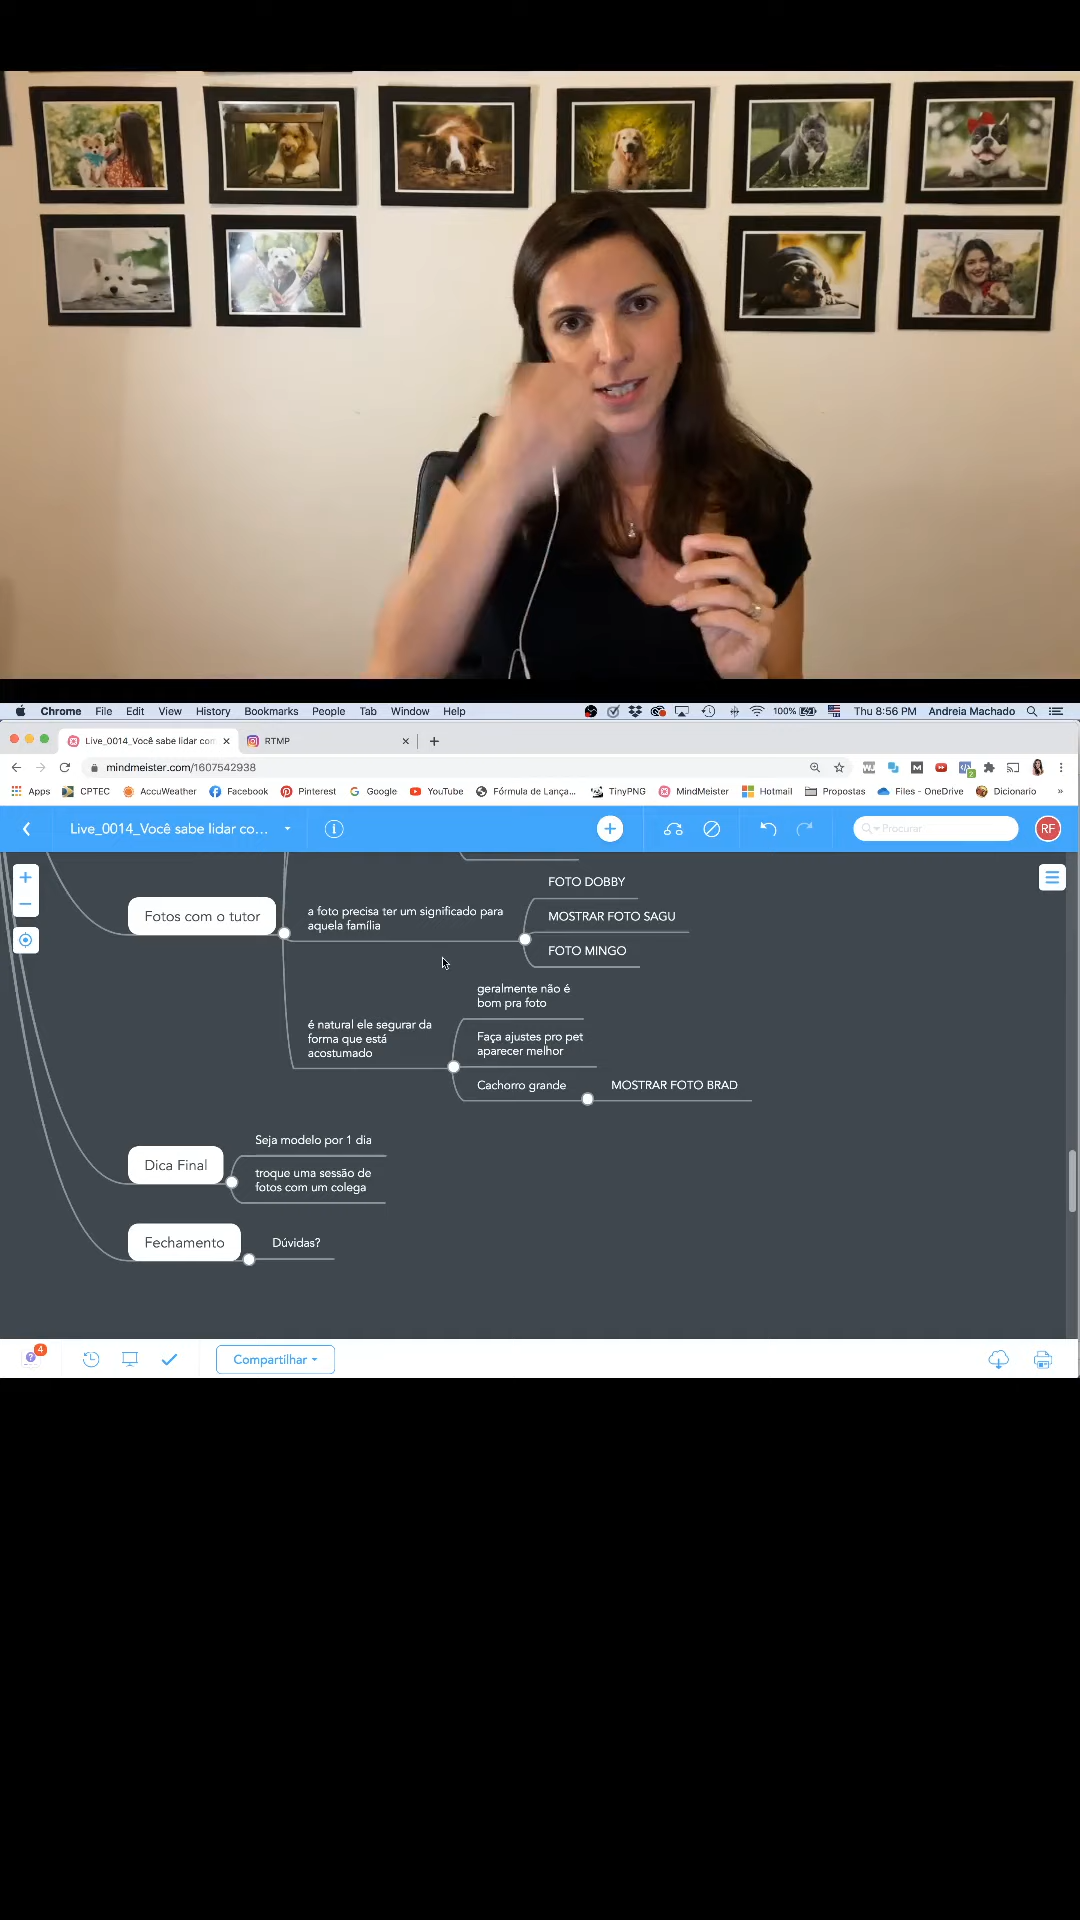 Chrome File Edit View History Bookmarks People Tab Window Help 100% Thu 8:56 PM Andreia Machado
Live_0014_Você sabe lidar com RTMP
mindmeister.com/1607542938
Apps CPTEC AccuWeather Facebook Pinterest Google YouTube Fórmula de Lança... TinyPNG MindMeister Hotmail Propostas Files - OneDrive Dicionario »
Live_0014_Você sabe lidar co... Procurar RF
FOTO DOBBY
Fotos com o tutor
a foto precisa ter um significado para
aquela família
MOSTRAR FOTO SAGU
FOTO MINGO
geralmente não é
bom pra foto
é natural ele segurar da
forma que está
acostumado
Faça ajustes pro pet
aparecer melhor
Cachorro grande
MOSTRAR FOTO BRAD
Dica Final
Seja modelo por 1 dia
troque uma sessão de
fotos com um colega
Fechamento
Dúvidas?
4
Compartilhar